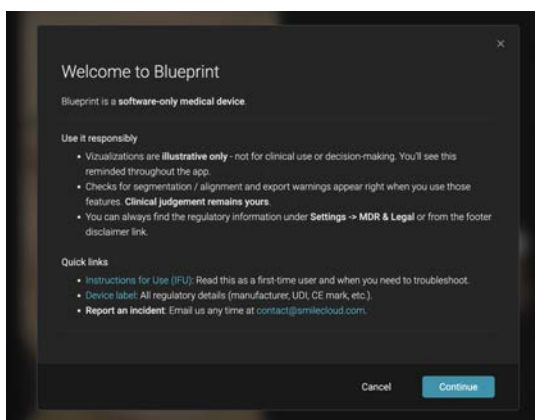 Welcome to Blueprint
Blueprint is a software-only medical device.
Use it responsibly
• Vizualizations are illustrative only - not for clinical use or decision-making. You'll see this
reminded throughout the app.
• Checks for segmentation / alignment and export warnings appear right when you use those
features. Clinical judgement remains yours.
• You can always find the regulatory information under Settings -> MDR & Legal or from the footer
disclaimer link.
Quick links
• Instructions for Use (IFU): Read this as a first-time user and when you need to troubleshoot.
• Device label: All regulatory details (manufacturer, UDI, CE mark, etc.).
• Report an incident: Email us any time at contact@smilecloud.com.
Cancel Continue